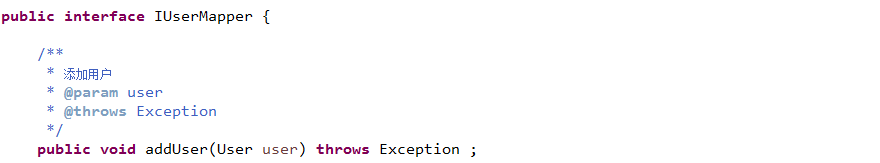 public interface IUserMapper {
/**
* 添加用户
* @param user
* @throws Exception
*/
public void addUser(User user) throws Exception ;